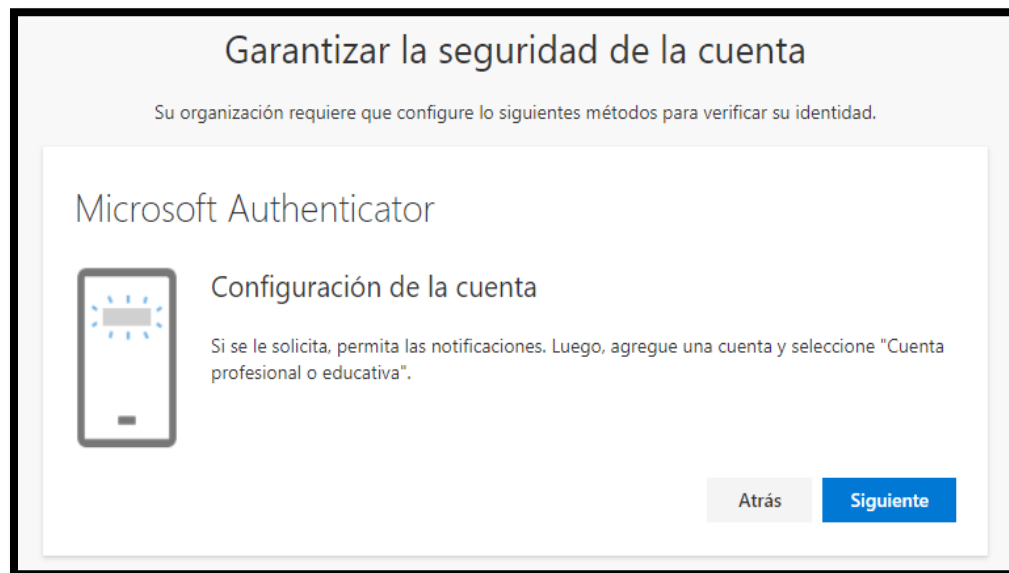 Garantizar la seguridad de la cuenta
Su organización requiere que configure lo siguientes métodos para verificar su identidad.
Microsoft Authenticator
Configuración de la cuenta
Si se le solicita, permita las notificaciones. Luego, agregue una cuenta y seleccione "Cuenta
profesional o educativa".
Atrás
Siguiente